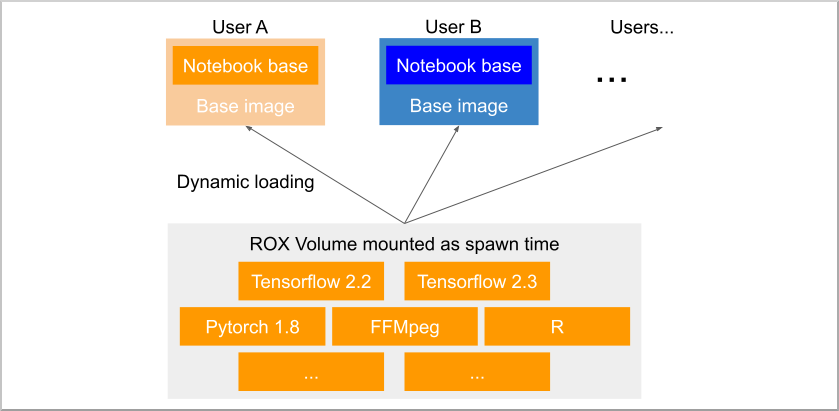 User A
User B
Users...
Notebook base
Notebook base
...
Base image
Base image
Dynamic loading
ROX Volume mounted as spawn time
Tensorflow 2.2
Tensorflow 2.3
Pytorch 1.8
FFMpeg
R
...
...